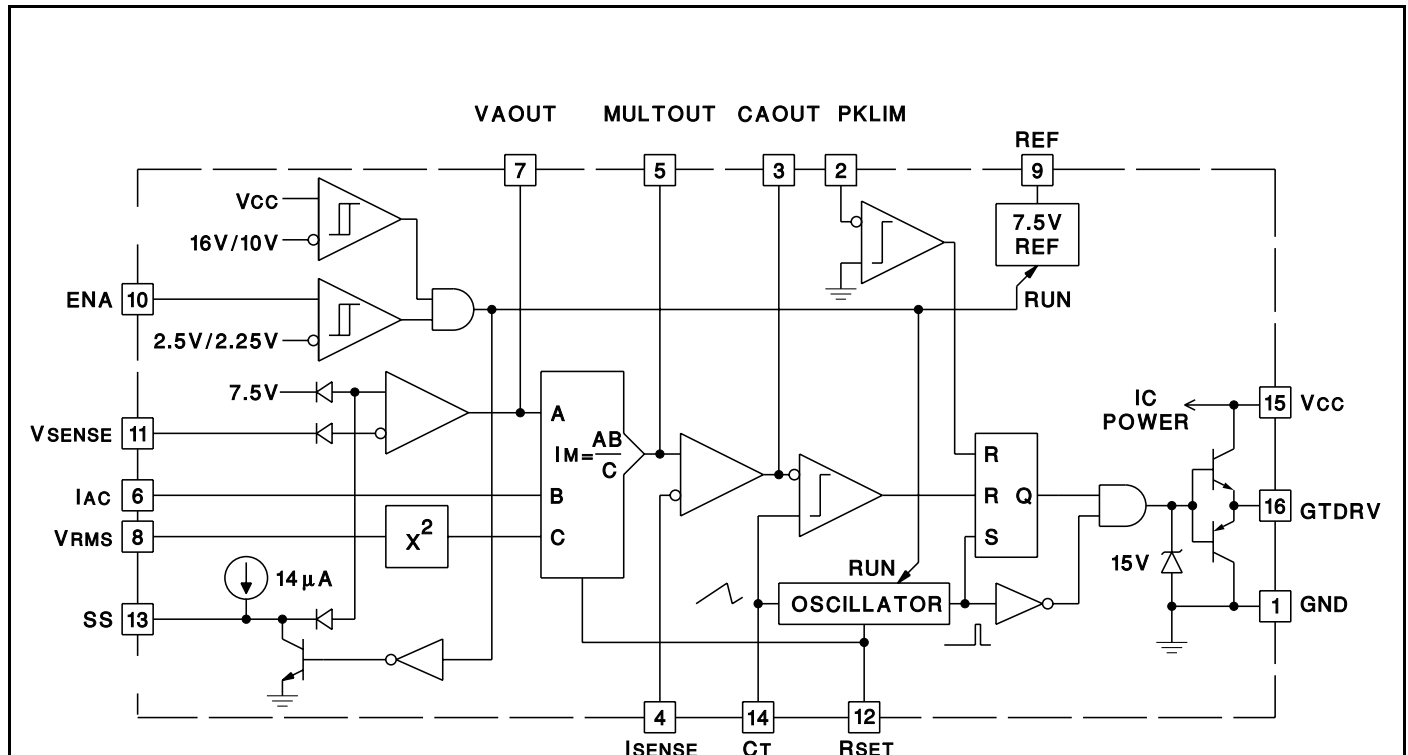 VAOUT MULTOUT CAOUT PKLIM
REF
7 5 3 2 9
VCC
16V/10V
7.5V
REF
ENA 10
RUN
2.5V/2.25V
7.5V
IC
POWER
15 VCC
VSENSE 11
A
IM=AB/C
R
IAC 6
B
R Q
16 GTDRV
VRMS 8
X²
C
S
15V
14µA
RUN
OSCILLATOR
1 GND
SS 13
4 14 12
ISENSE CT RSET